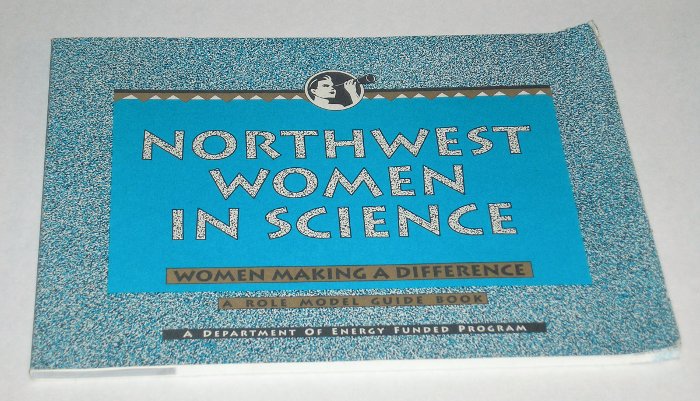 NORTHWEST
WOMEN
IN SCIENCE
WOMEN MAKING A DIFFERENCE
A ROLE MODEL GUIDE BOOK
A DEPARTMENT OF ENERGY FUNDED PROGRAM